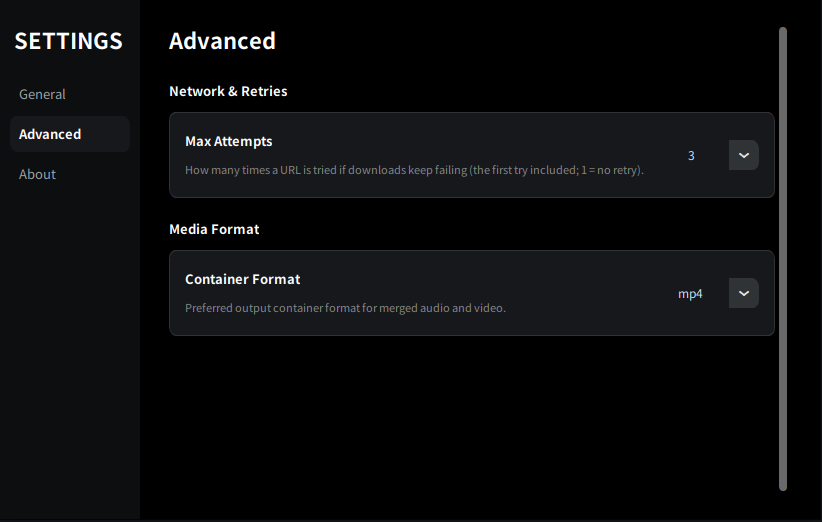 SETTINGS
General
Advanced
About
Advanced
Network & Retries
Max Attempts
How many times a URL is tried if downloads keep failing (the first try included; 1 = no retry).
3
Media Format
Container Format
Preferred output container format for merged audio and video.
mp4